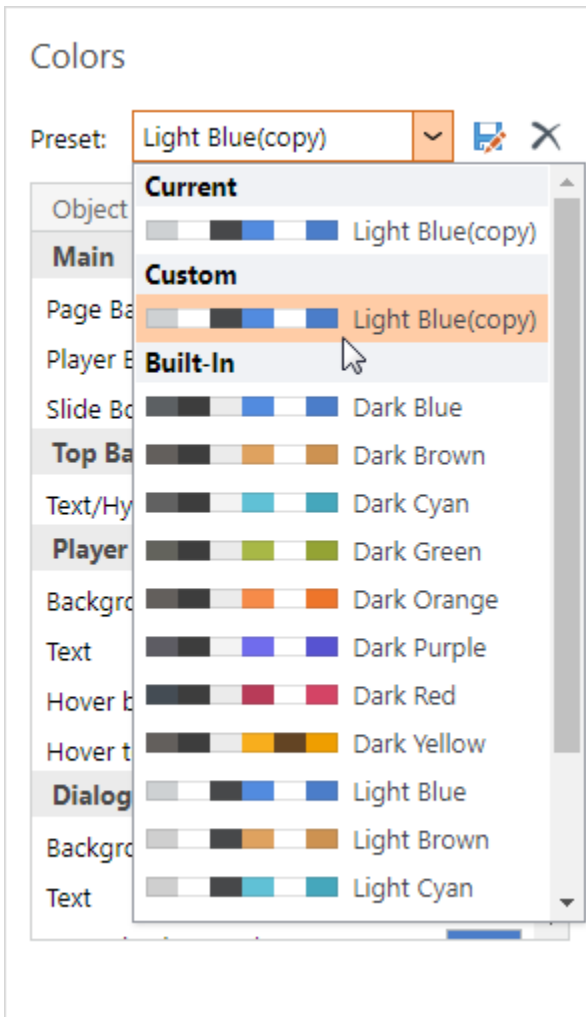 Colors
Preset: Light Blue(copy)
Object
Main
Page Ba
Player B
Slide Bo
Top Ba
Text/Hy
Player
Backgro
Text
Hover b
Hover t
Dialog
Backgro
Text
Current
Light Blue(copy)
Custom
Light Blue(copy)
Built-In
Dark Blue
Dark Brown
Dark Cyan
Dark Green
Dark Orange
Dark Purple
Dark Red
Dark Yellow
Light Blue
Light Brown
Light Cyan